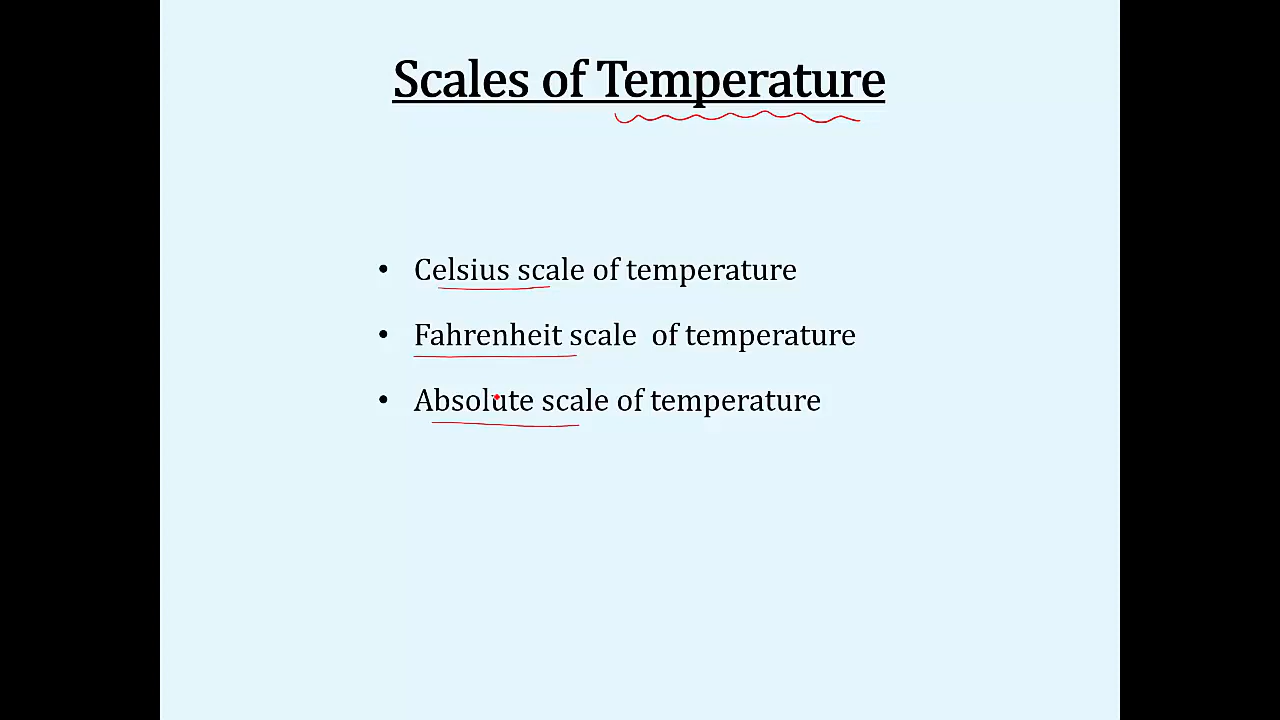 Scales of Temperature
• Celsius scale of temperature
• Fahrenheit scale of temperature
• Absolute scale of temperature